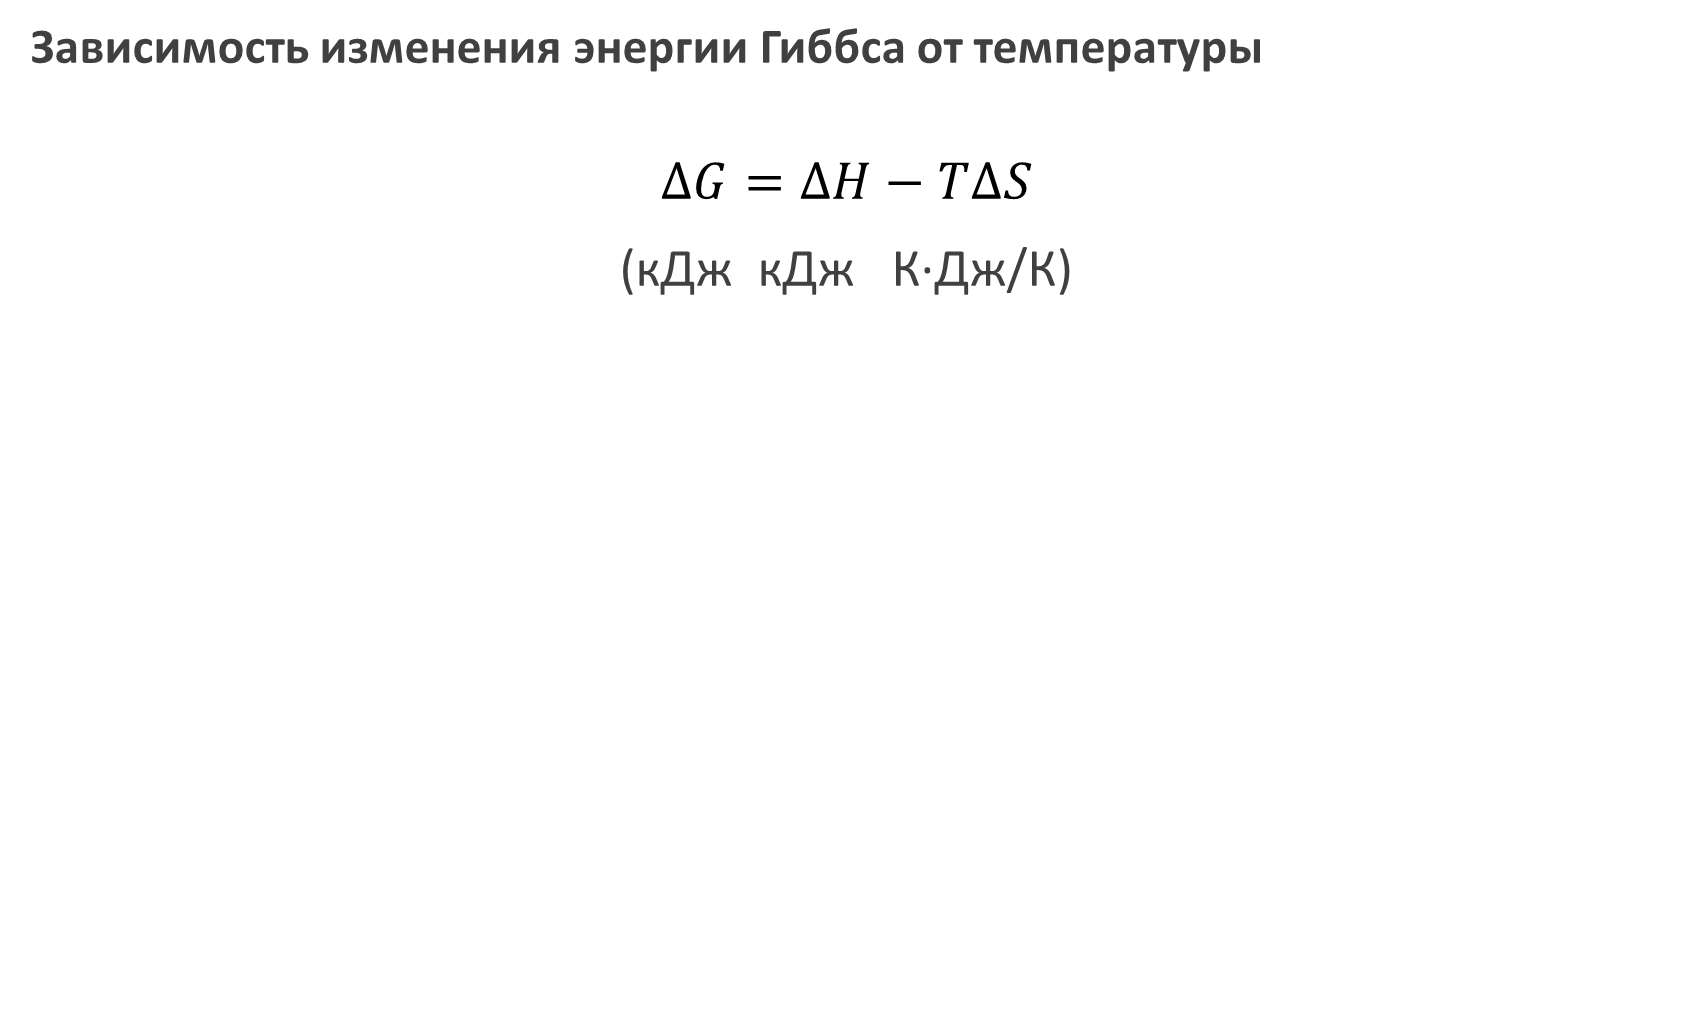 Зависимость изменения энергии Гиббса от температуры
ΔG = ΔH − TΔS
(кДж кДж К·Дж/К)